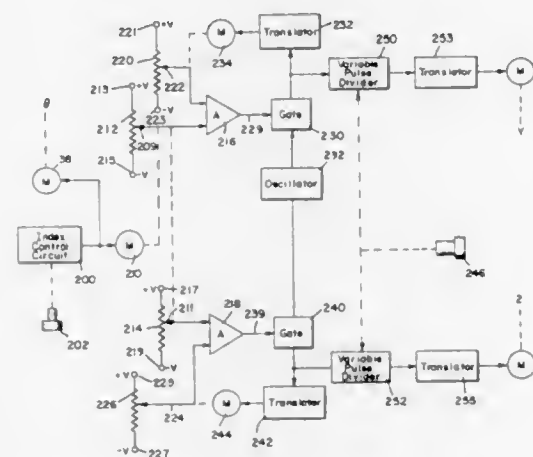 221
+V
220
222
-V
223
213
+V
212
209
215
-V
θ
M
38
Index
Control
Circuit
200
202
M
210
M
234
Translator
232
A
216
229
Gate
230
Oscillator
292
250
Variable
Pulse
Divider
253
Translator
M
Y
246
+V
217
214
211
219
-V
A
218
239
Gate
240
+V
225
226
224
-V
227
M
244
Translator
242
Variable
Pulse
Divider
252
Translator
255
M
Z